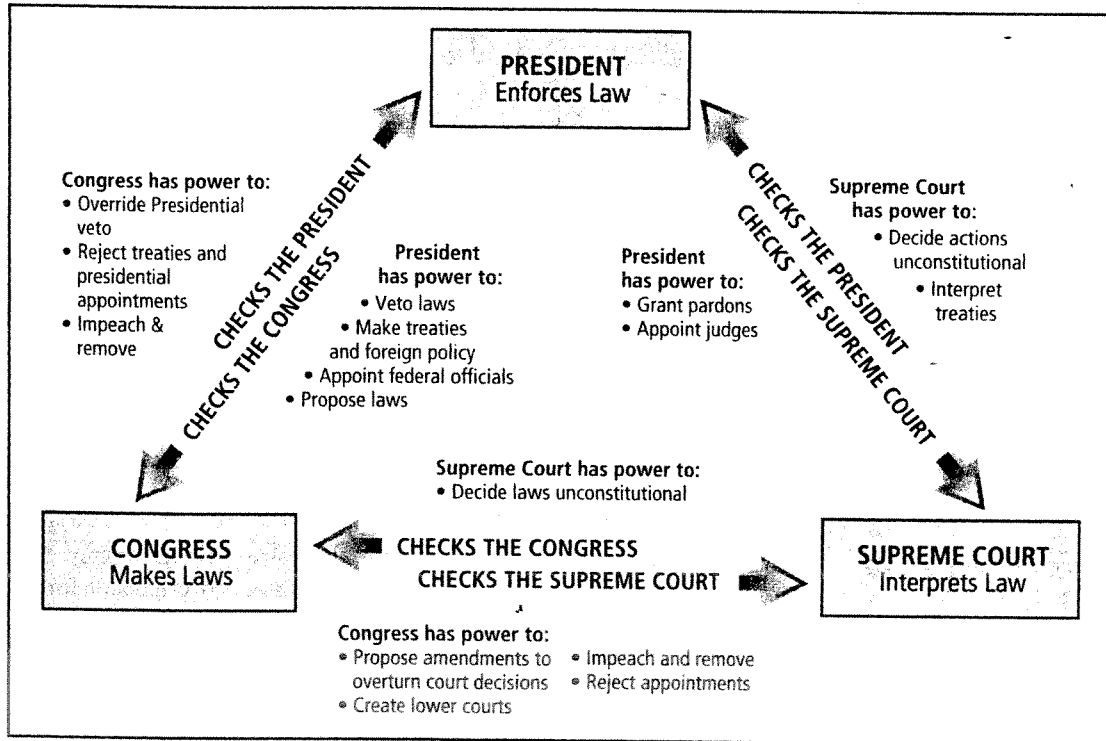 PRESIDENT
Enforces Law
Congress has power to:
• Override Presidential
veto
• Reject treaties and
presidential
appointments
• Impeach &
remove
CHECKS THE PRESIDENT
CHECKS THE CONGRESS
President
has power to:
• Veto laws
• Make treaties
and foreign policy
• Appoint federal officials
• Propose laws
President
has power to:
• Grant pardons
• Appoint judges
CHECKS THE PRESIDENT
CHECKS THE SUPREME COURT
Supreme Court
has power to:
• Decide actions
unconstitutional
• Interpret
treaties
Supreme Court has power to:
• Decide laws unconstitutional
CONGRESS
Makes Laws
CHECKS THE CONGRESS
CHECKS THE SUPREME COURT
SUPREME COURT
Interprets Law
Congress has power to:
• Propose amendments to
overturn court decisions
• Create lower courts
• Impeach and remove
• Reject appointments